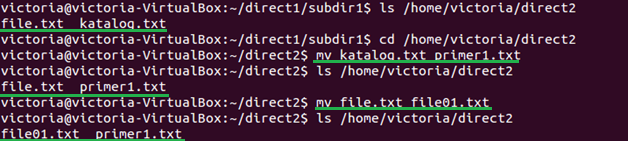 victoria@victoria-VirtualBox:~/direct1/subdir1$ ls /home/victoria/direct2
file.txt  katalog.txt
victoria@victoria-VirtualBox:~/direct1/subdir1$ cd /home/victoria/direct2
victoria@victoria-VirtualBox:~/direct2$ mv katalog.txt primer1.txt
victoria@victoria-VirtualBox:~/direct2$ ls /home/victoria/direct2
file.txt  primer1.txt
victoria@victoria-VirtualBox:~/direct2$ mv file.txt file01.txt
victoria@victoria-VirtualBox:~/direct2$ ls /home/victoria/direct2
file01.txt  primer1.txt